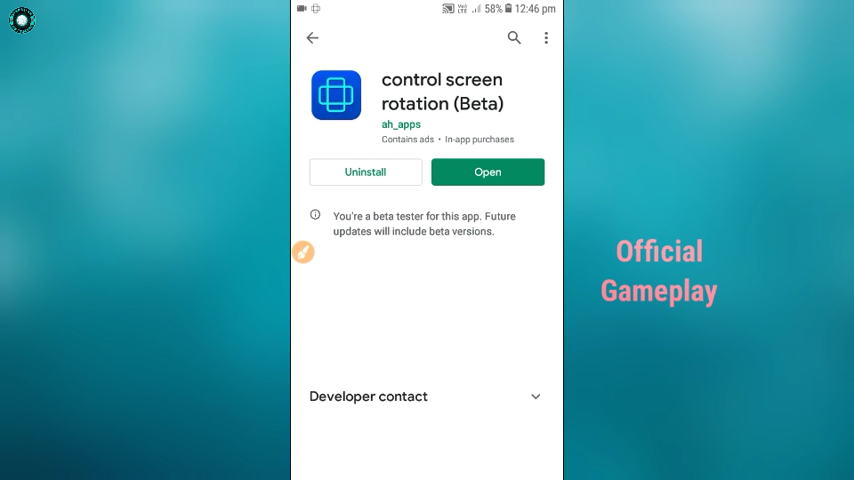 58% 12:46 pm
control screen
rotation (Beta)
ah_apps
Contains ads • In-app purchases
Uninstall
Open
You're a beta tester for this app. Future
updates will include beta versions.
Official
Gameplay
Developer contact